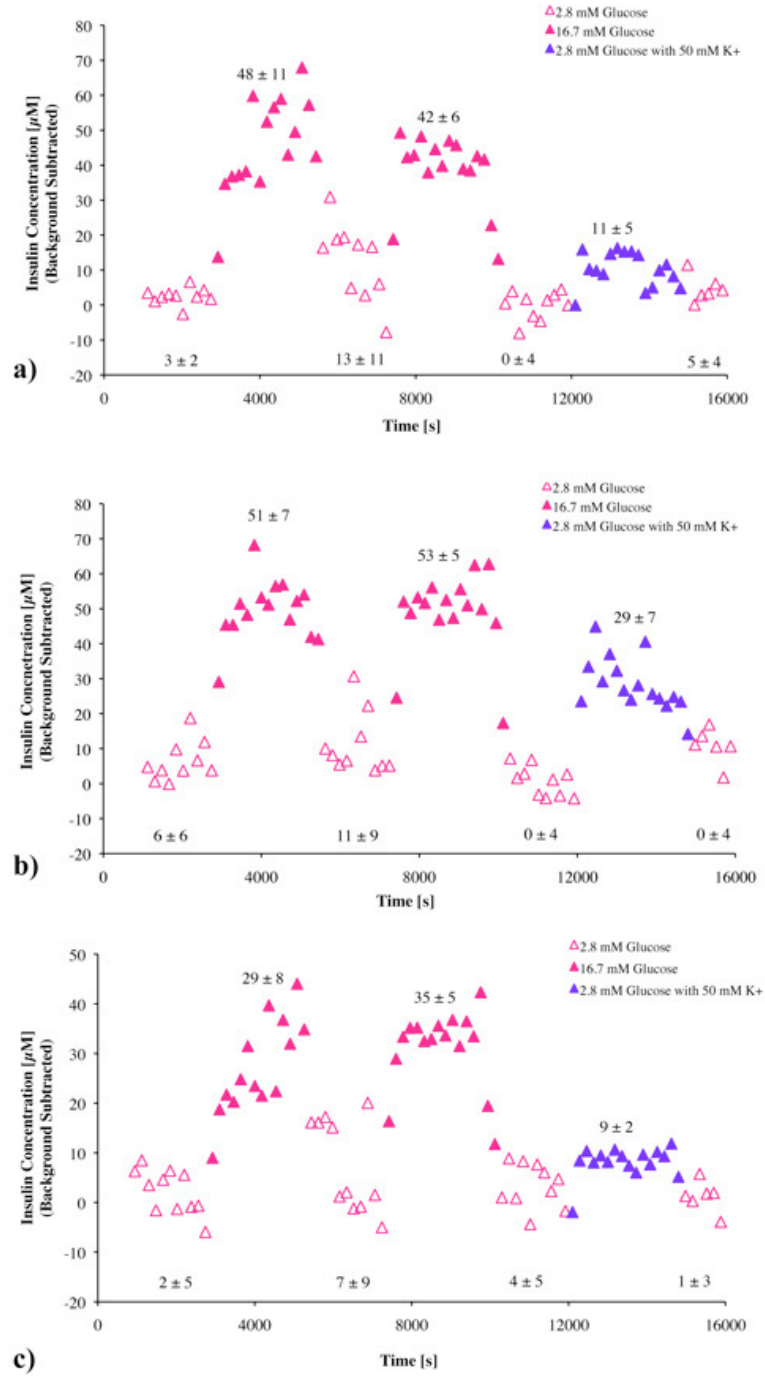 2.8 mM Glucose
16.7 mM Glucose
2.8 mM Glucose with 50 mM K+
Insulin Concentration [µM]
(Background Subtracted)
80
70
60
50
40
30
20
10
0
-10
-20
48 ± 11
42 ± 6
11 ± 5
3 ± 2
13 ± 11
0 ± 4
5 ± 4
a)
0
4000
8000
12000
16000
Time [s]
2.8 mM Glucose
16.7 mM Glucose
2.8 mM Glucose with 50 mM K+
Insulin Concnetration [µM]
(Background Subtracted)
80
70
60
50
40
30
20
10
0
-10
-20
51 ± 7
53 ± 5
29 ± 7
6 ± 6
11 ± 9
0 ± 4
0 ± 4
b)
0
4000
8000
12000
16000
Time [s]
2.8 mM Glucose
16.7 mM Glucose
2.8 mM Glucose with 50 mM K+
Insulin Concentration [µM]
(Background Subtracted)
50
40
30
20
10
0
-10
-20
29 ± 8
35 ± 5
9 ± 2
2 ± 5
7 ± 9
4 ± 5
1 ± 3
0
4000
8000
12000
16000
Time [s]
c)